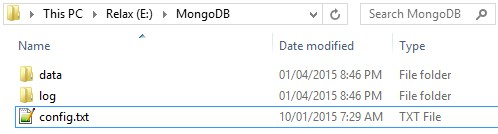 This PC Relax (E:) MongoDB Search MongoDB
Name Date modified Type
data 01/04/2015 8:46 PM File folder
log 01/04/2015 8:46 PM File folder
config.txt 10/01/2015 7:29 AM TXT File